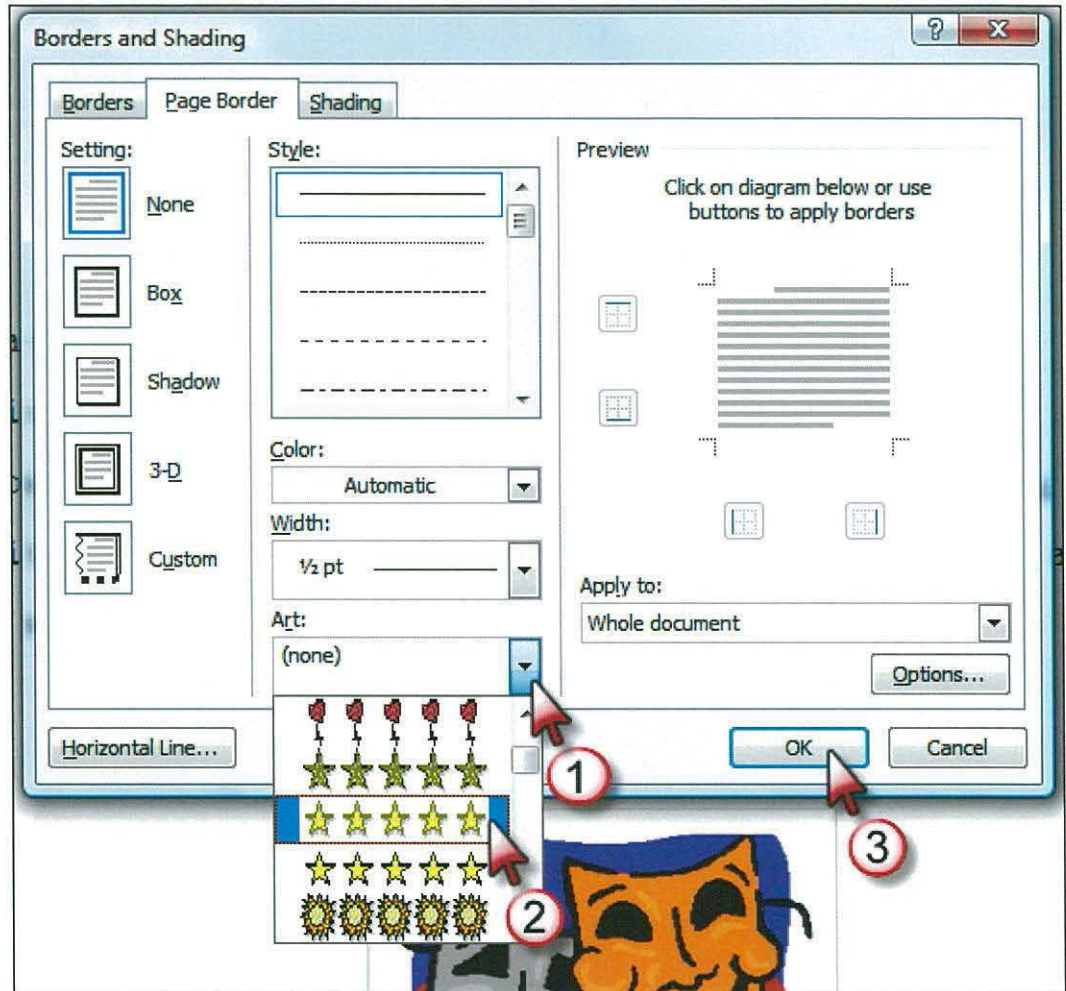 Borders and Shading
?
X
Borders
Page Border
Shading
Setting:
None
Box
Shadow
3-D
Custom
Style:
Color:
Automatic
Width:
½ pt
Art:
(none)
Preview
Click on diagram below or use
buttons to apply borders
Apply to:
Whole document
Options...
Horizontal Line...
OK
Cancel
1
2
3